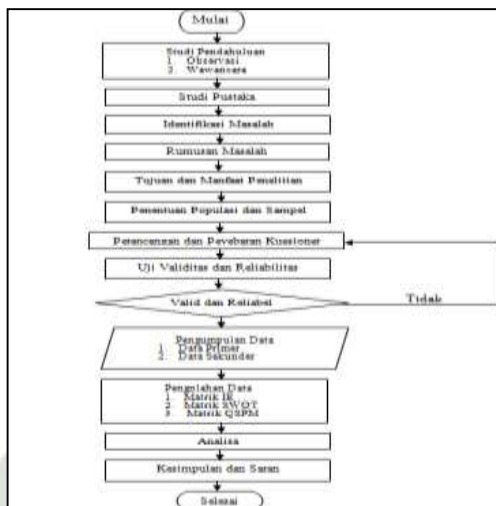 Mulai
Studi Pendahuluan
1. Observasi
2. Wawancara
Studi Pustaka
Identifikasi Masalah
Rumusan Masalah
Tujuan dan Manfaat Penelitian
Penentuan Populasi dan Sampel
Perancangan dan Peyebaran Kuesioner
Uji Validitas dan Reliabilitas
Valid dan Reliabel
Tidak
Pengumpulan Data
1. Data Primer
2. Data Sekunder
Pengolahan Data
1. Matrik IE
2. Matrik SWOT
3. Matrik QSPM
Analisa
Kesimpulan dan Saran
Selesai